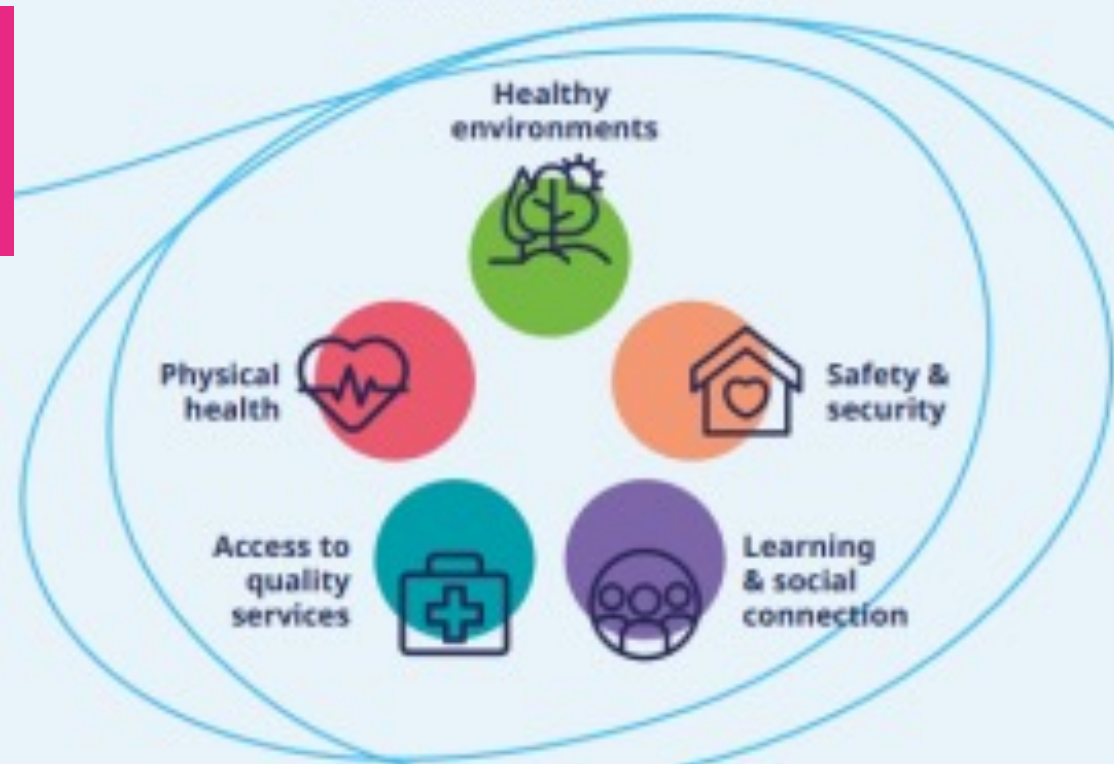 Healthy
environments
Physical
health
Safety &
security
Access to
quality
services
Learning
& social
connection